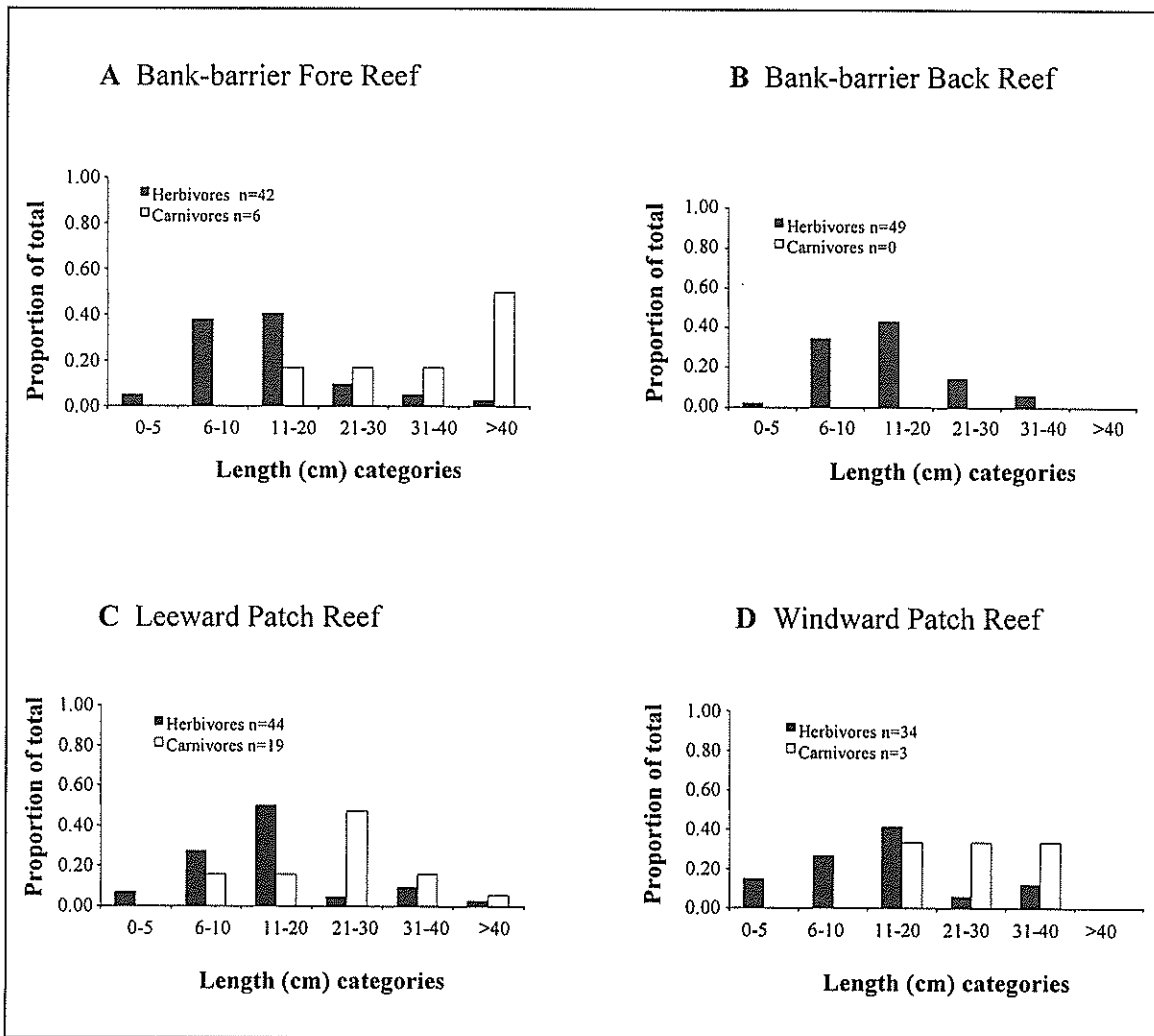 A Bank-barrier Fore Reef
Proportion of total
1.00
0.80
0.60
0.40
0.20
0.00
Herbivores n=42
Carnivores n=6
0-5 6-10 11-20 21-30 31-40 >40
Length (cm) categories
B Bank-barrier Back Reef
Proportion of total
1.00
0.80
0.60
0.40
0.20
0.00
Herbivores n=49
Carnivores n=0
0-5 6-10 11-20 21-30 31-40 >40
Length (cm) categories
C Leeward Patch Reef
Proportion of total
1.00
0.80
0.60
0.40
0.20
0.00
Herbivores n=44
Carnivores n=19
0-5 6-10 11-20 21-30 31-40 >40
Length (cm) categories
D Windward Patch Reef
Proportion of total
1.00
0.80
0.60
0.40
0.20
0.00
Herbivores n=34
Carnivores n=3
0-5 6-10 11-20 21-30 31-40 >40
Length (cm) categories